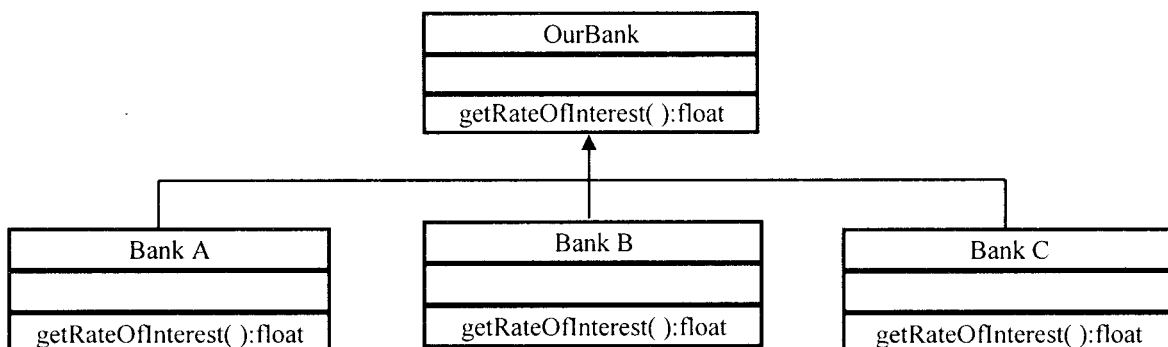 OurBank
getRateOfInterest( ):float
Bank A
Bank B
Bank C
getRateOfInterest( ):float
getRateOfInterest( ):float
getRateOfInterest( ):float